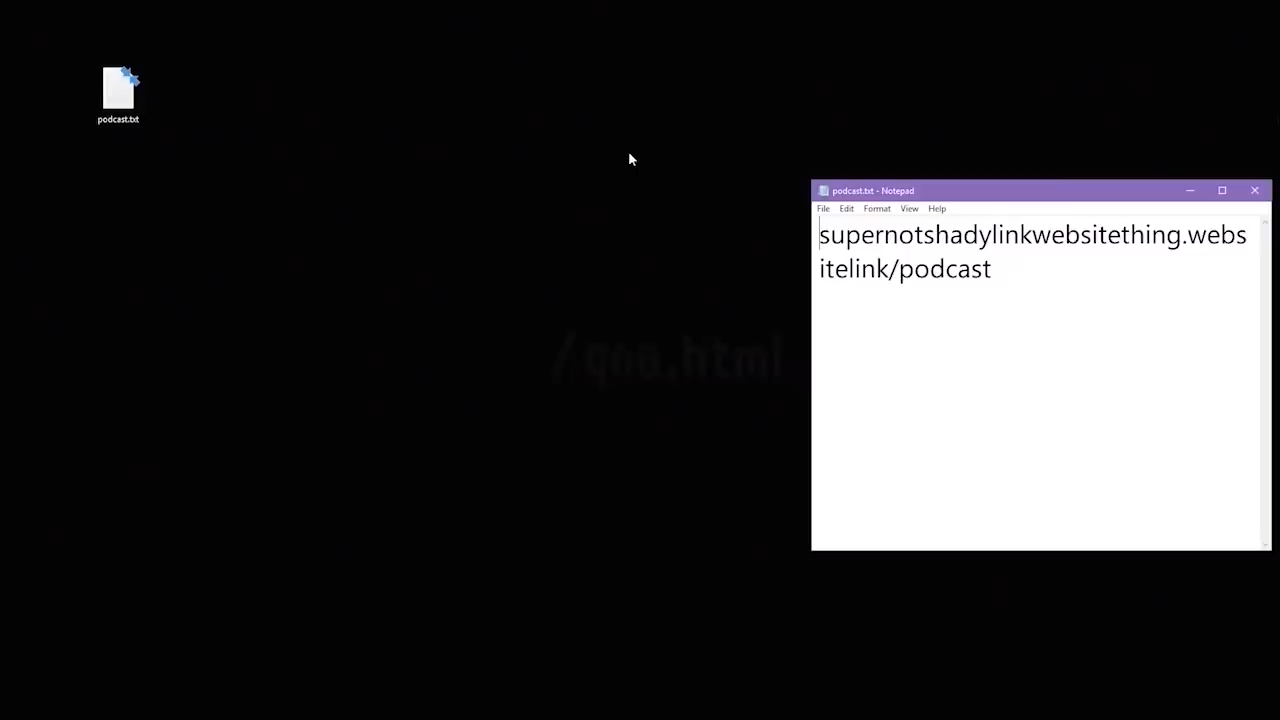 podcast.txt
podcast.txt - Notepad
File Edit Format View Help
supernotshadylinkwebsitething.webs
itelink/podcast